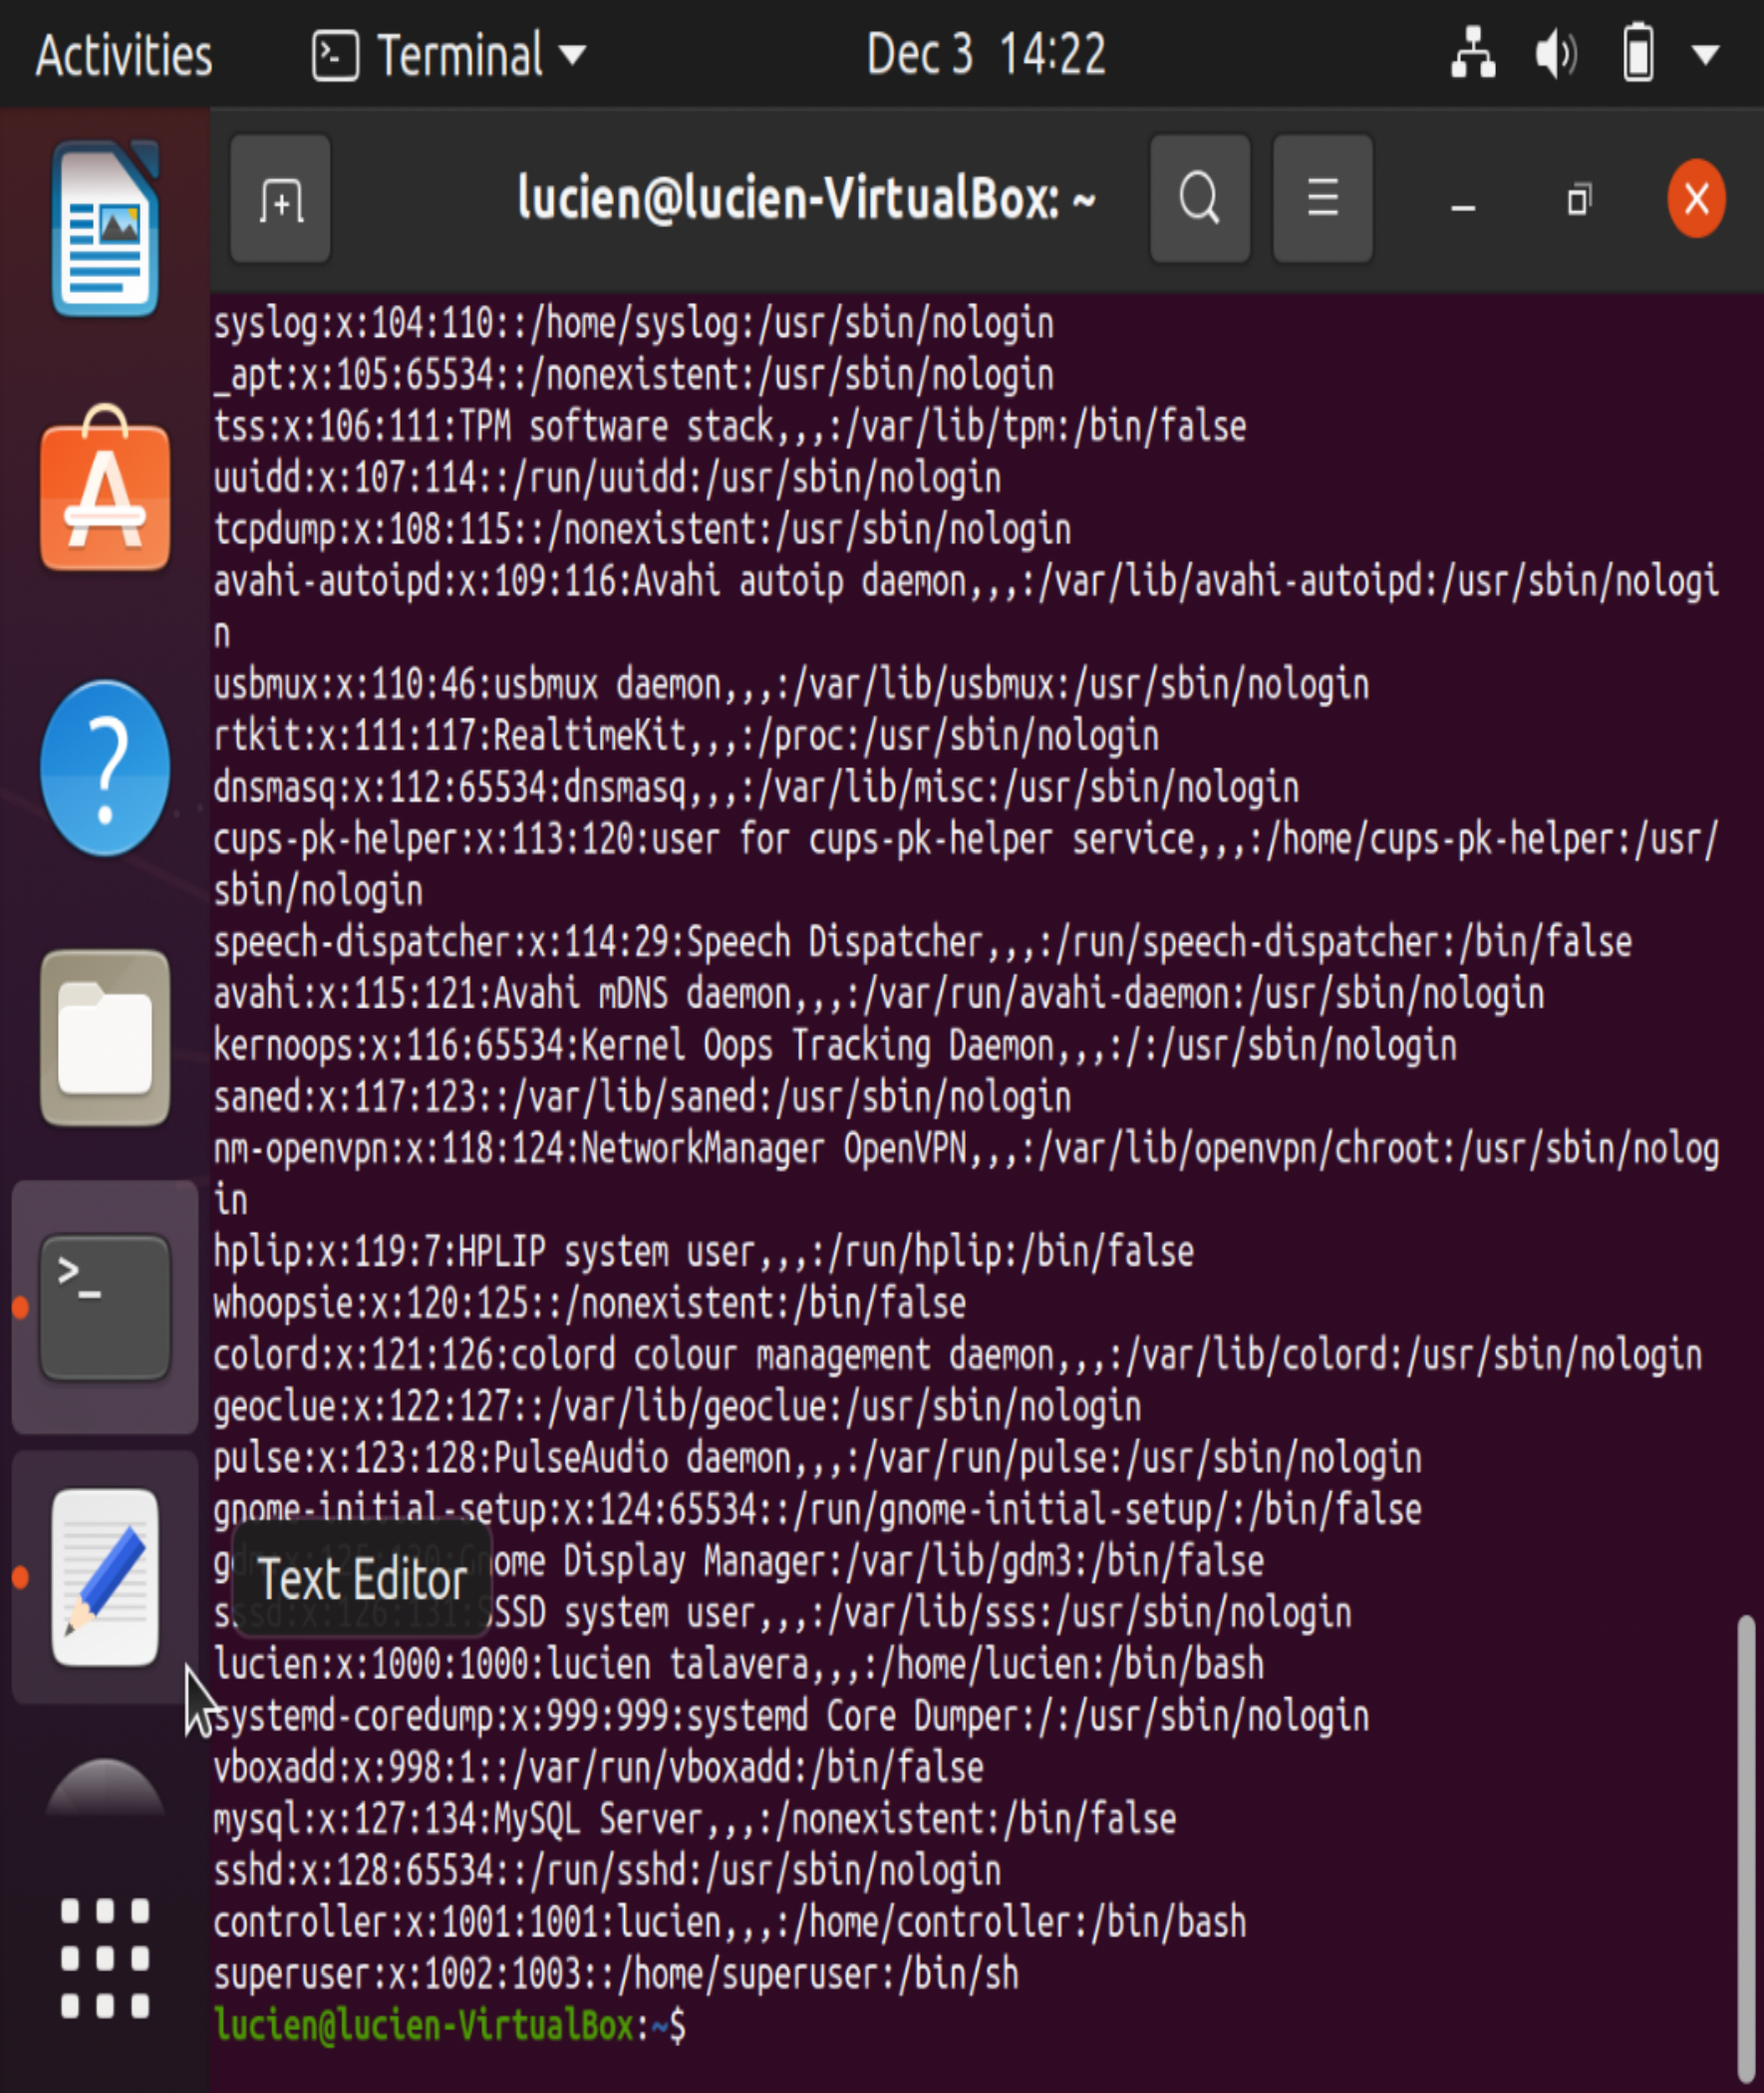 Activities
Terminal
Dec 3 14:22
lucien@lucien-VirtualBox: ~
syslog:x:104:110::/home/syslog:/usr/sbin/nologin
_apt:x:105:65534::/nonexistent:/usr/sbin/nologin
tss:x:106:111:TPM software stack,,,:/var/lib/tpm:/bin/false
uuidd:x:107:114::/run/uuidd:/usr/sbin/nologin
tcpdump:x:108:115::/nonexistent:/usr/sbin/nologin
avahi-autoipd:x:109:116:Avahi autoip daemon,,,:/var/lib/avahi-autoipd:/usr/sbin/nologi
n
usbmux:x:110:46:usbmux daemon,,,:/var/lib/usbmux:/usr/sbin/nologin
rtkit:x:111:117:RealtimeKit,,,:/proc:/usr/sbin/nologin
dnsmasq:x:112:65534:dnsmasq,,,:/var/lib/misc:/usr/sbin/nologin
cups-pk-helper:x:113:120:user for cups-pk-helper service,,,:/home/cups-pk-helper:/usr/
sbin/nologin
speech-dispatcher:x:114:29:Speech Dispatcher,,,:/run/speech-dispatcher:/bin/false
avahi:x:115:121:Avahi mDNS daemon,,,:/var/run/avahi-daemon:/usr/sbin/nologin
kernoops:x:116:65534:Kernel Oops Tracking Daemon,,,:/:/usr/sbin/nologin
saned:x:117:123::/var/lib/saned:/usr/sbin/nologin
nm-openvpn:x:118:124:NetworkManager OpenVPN,,,:/var/lib/openvpn/chroot:/usr/sbin/nolog
in
hplip:x:119:7:HPLIP system user,,,:/run/hplip:/bin/false
whoopsie:x:120:125::/nonexistent:/bin/false
colord:x:121:126:colord colour management daemon,,,:/var/lib/colord:/usr/sbin/nologin
geoclue:x:122:127::/var/lib/geoclue:/usr/sbin/nologin
pulse:x:123:128:PulseAudio daemon,,,:/var/run/pulse:/usr/sbin/nologin
gnome-initial-setup:x:124:65534::/run/gnome-initial-setup/:/bin/false
gdm:x:125:130:Gnome Display Manager:/var/lib/gdm3:/bin/false
Text Editor
sssd:x:126:131:SSSD system user,,,:/var/lib/sss:/usr/sbin/nologin
lucien:x:1000:1000:lucien talavera,,,:/home/lucien:/bin/bash
systemd-coredump:x:999:999:systemd Core Dumper:/:/usr/sbin/nologin
vboxadd:x:998:1::/var/run/vboxadd:/bin/false
mysql:x:127:134:MySQL Server,,,:/nonexistent:/bin/false
sshd:x:128:65534::/run/sshd:/usr/sbin/nologin
controller:x:1001:1001:lucien,,,:/home/controller:/bin/bash
superuser:x:1002:1003::/home/superuser:/bin/sh
lucien@lucien-VirtualBox:~$